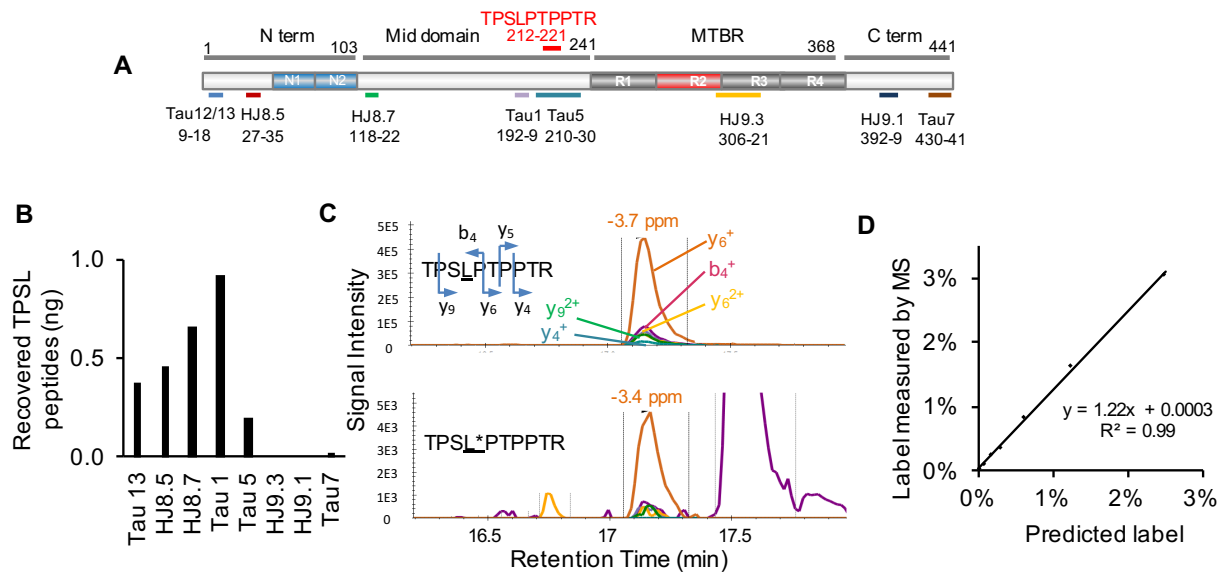 TPSLPTPPTR
212-221
1 N term 103 Mid domain 241 MTBR 368 C term 441
A
N1 N2 R1 R2 R3 R4
Tau12/13 HJ8.5 HJ8.7 Tau1 Tau5 HJ9.3 HJ9.1 Tau7
9-18 27-35 118-22 192-9 210-30 306-21 392-9 430-41
B
Recovered TPSL
peptides (ng)
1.0
0.5
0.0
Tau 13
HJ8.5
HJ8.7
Tau 1
Tau 5
HJ9.3
HJ9.1
Tau7
C
Signal Intensity
5E5
4E5
3E5
2E5
1E5
0
b4 y5
TPSLPTPPTR
y9 y6 y4
-3.7 ppm
y6+
b4+
y62+
y92+
y4+
5E3
4E3
3E3
2E3
1E3
0
TPSL*PTPPTR
-3.4 ppm
16.5 17 17.5
Retention Time (min)
D
Label measured by MS
3%
2%
1%
0%
y = 1.22x + 0.0003
R² = 0.99
0% 1% 2% 3%
Predicted label